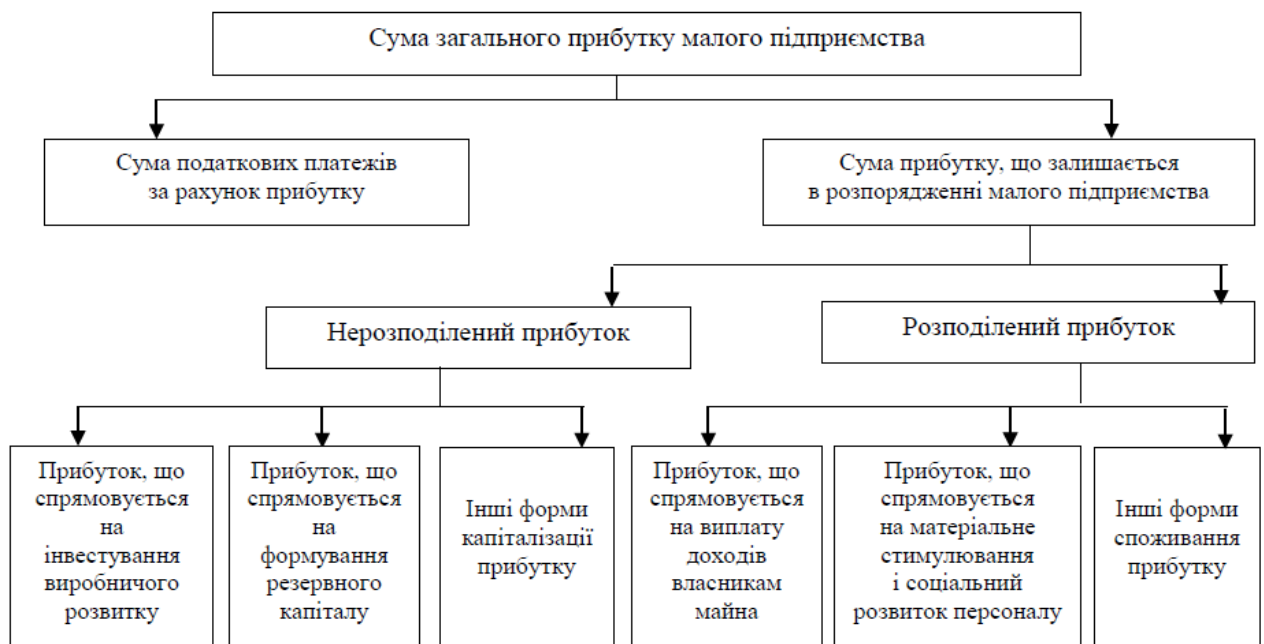 Сума загального прибутку малого підприємства
Сума податкових платежів
за рахунок прибутку
Сума прибутку, що залишається
в розпорядженні малого підприємства
Нерозподілений прибуток
Розподілений прибуток
Прибуток, що
спрямовується
на
інвестування
виробничого
розвитку
Прибуток, що
спрямовується
на
формування
резервного
капіталу
Інші форми
капіталізації
прибутку
Прибуток, що
спрямовується
на виплату
доходів
власникам
майна
Прибуток, що
спрямовується
на матеріальне
стимулювання
і соціальний
розвиток персоналу
Інші форми
споживання
прибутку